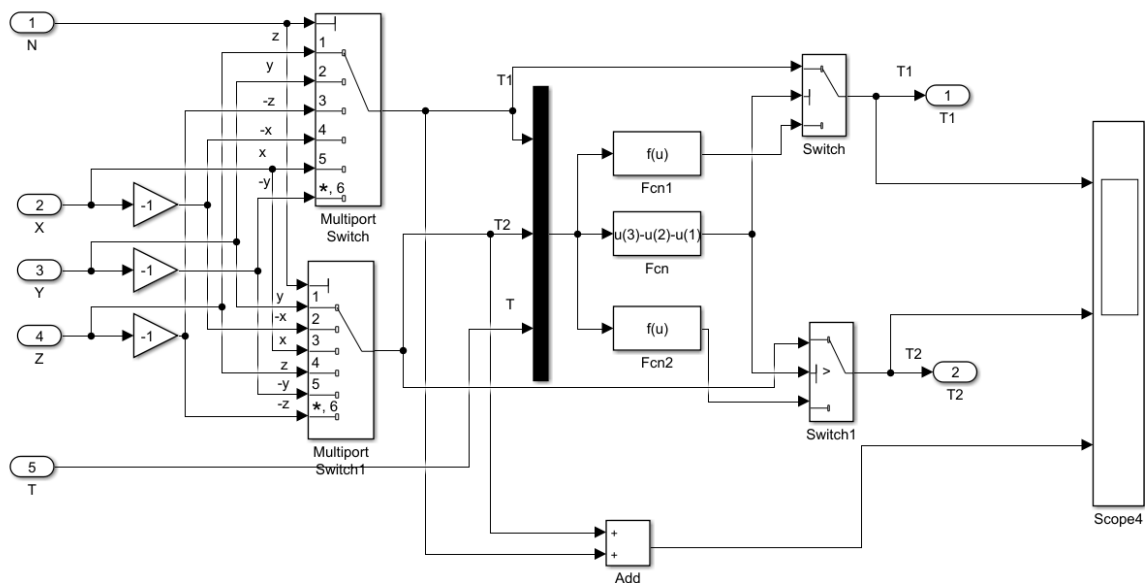 1
N
z
1
y
2
-z
3
-x
4
x
5
-y
*, 6
Multiport
Switch
2
X
-1
3
Y
-1
4
Z
-1
y
1
-x
2
x
3
z
4
-y
5
-z
*, 6
Multiport
Switch1
5
T
T1
T2
T
f(u)
Fcn1
u(3)-u(2)-u(1)
Fcn
f(u)
Fcn2
Switch
T1
1
T1
>
Switch1
T2
2
T2
+
+
Add
Scope4